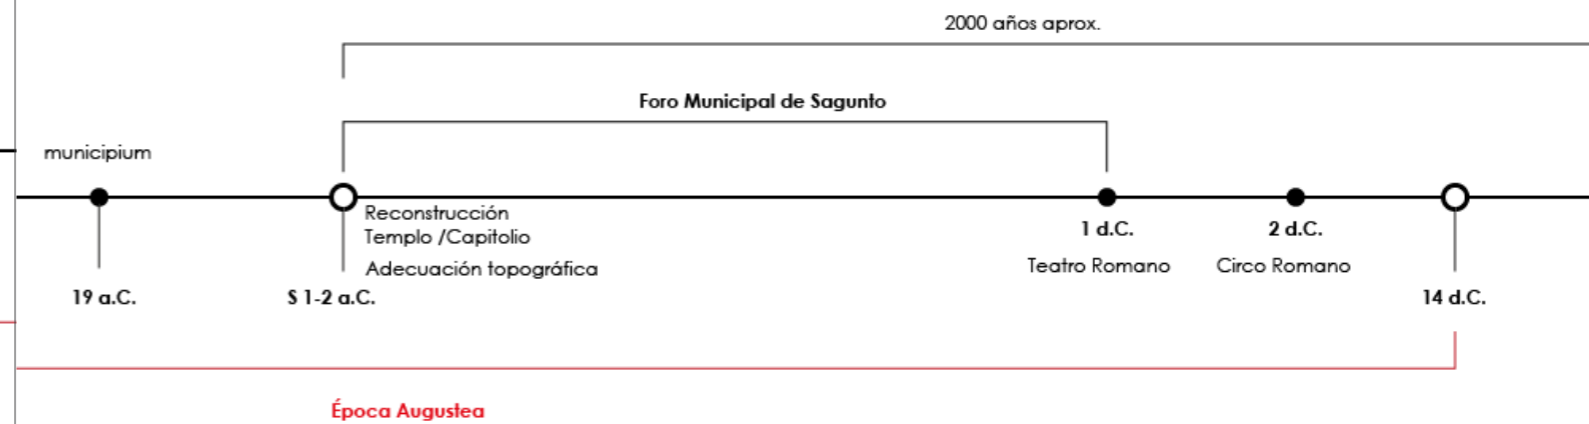 2000 años aprox.
Foro Municipal de Sagunto
municipium
Reconstrucción
Templo /Capitolio
Adecuación topográfica
19 a.C.
S 1-2 a.C.
1 d.C.
Teatro Romano
2 d.C.
Circo Romano
14 d.C.
Época Augustea